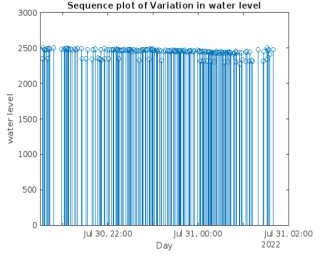 Sequence plot of Variation in water level
3000
2500
2000
1500
1000
500
0
water level
Jul 30, 22:00
Jul 31, 00:00
Jul 31, 02:00
Day
2022